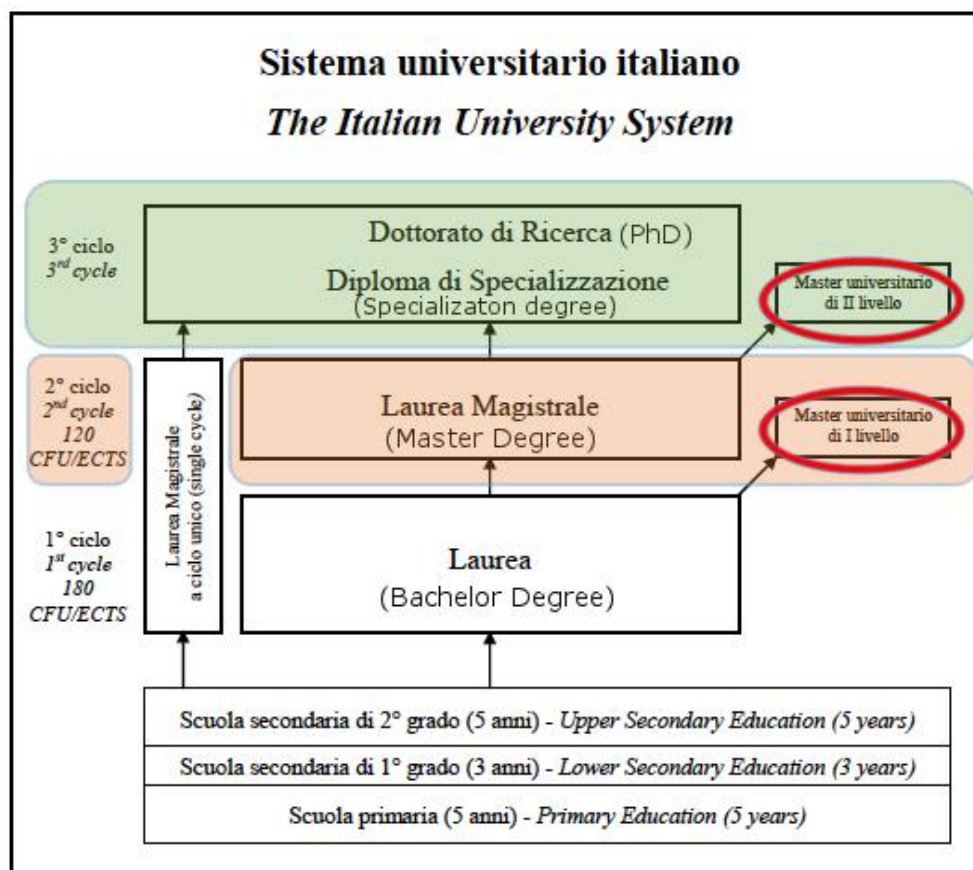 Sistema universitario italiano
The Italian University System
3° ciclo
3rd cycle
Dottorato di Ricerca (PhD)
Diploma di Specializzazione
(Specializaton degree)
Master universitario
di II livello
2° ciclo
2nd cycle
120
CFU/ECTS
Laurea Magistrale
a ciclo unico (single cycle)
Laurea Magistrale
(Master Degree)
Master universitario
di I livello
1° ciclo
1st cycle
180
CFU/ECTS
Laurea
(Bachelor Degree)
Scuola secondaria di 2° grado (5 anni) - Upper Secondary Education (5 years)
Scuola secondaria di 1° grado (3 anni) - Lower Secondary Education (3 years)
Scuola primaria (5 anni) - Primary Education (5 years)